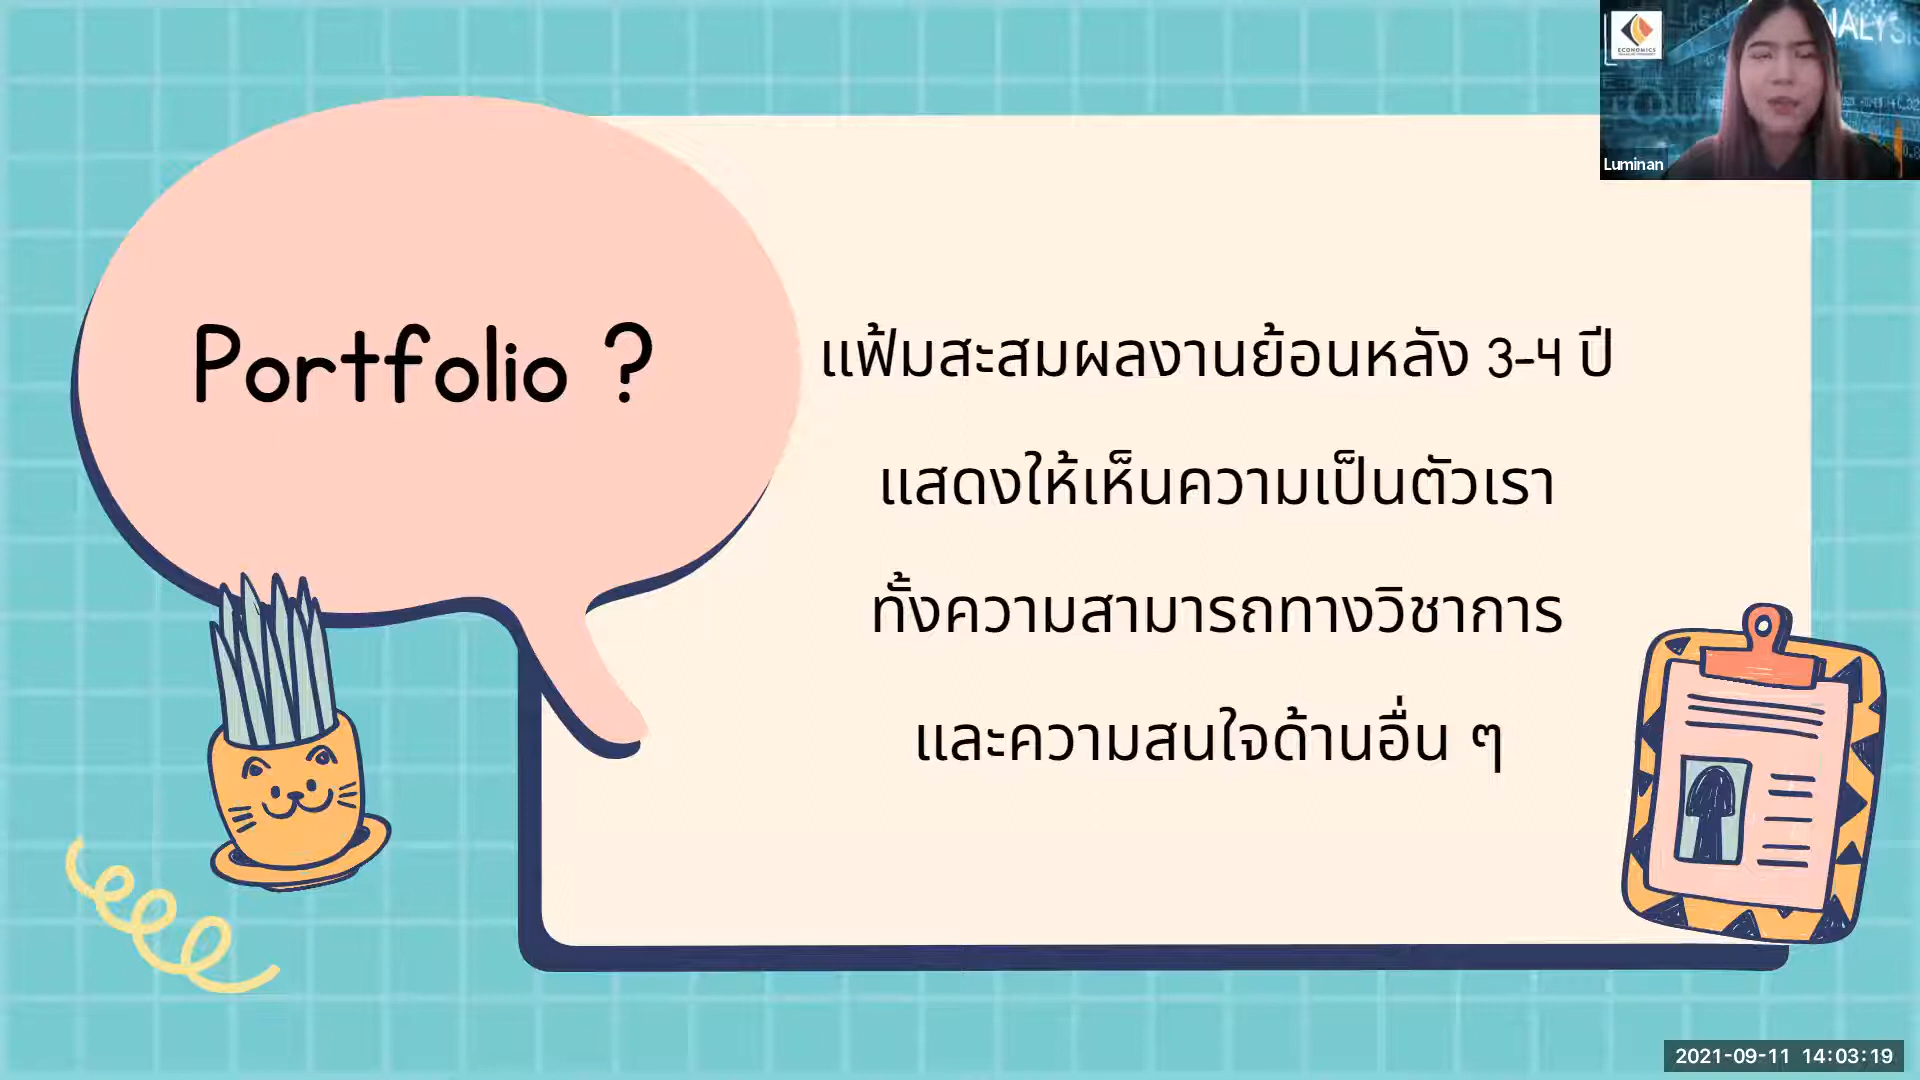 Portfolio ?
แฟ้มสะสมผลงานย้อนหลัง 3-4 ปี
แสดงให้เห็นความเป็นตัวเรา
ทั้งความสามารถทางวิชาการ
และความสนใจด้านอื่น ๆ
ECONOMICS
Luminan
2021-09-11 14:03:19